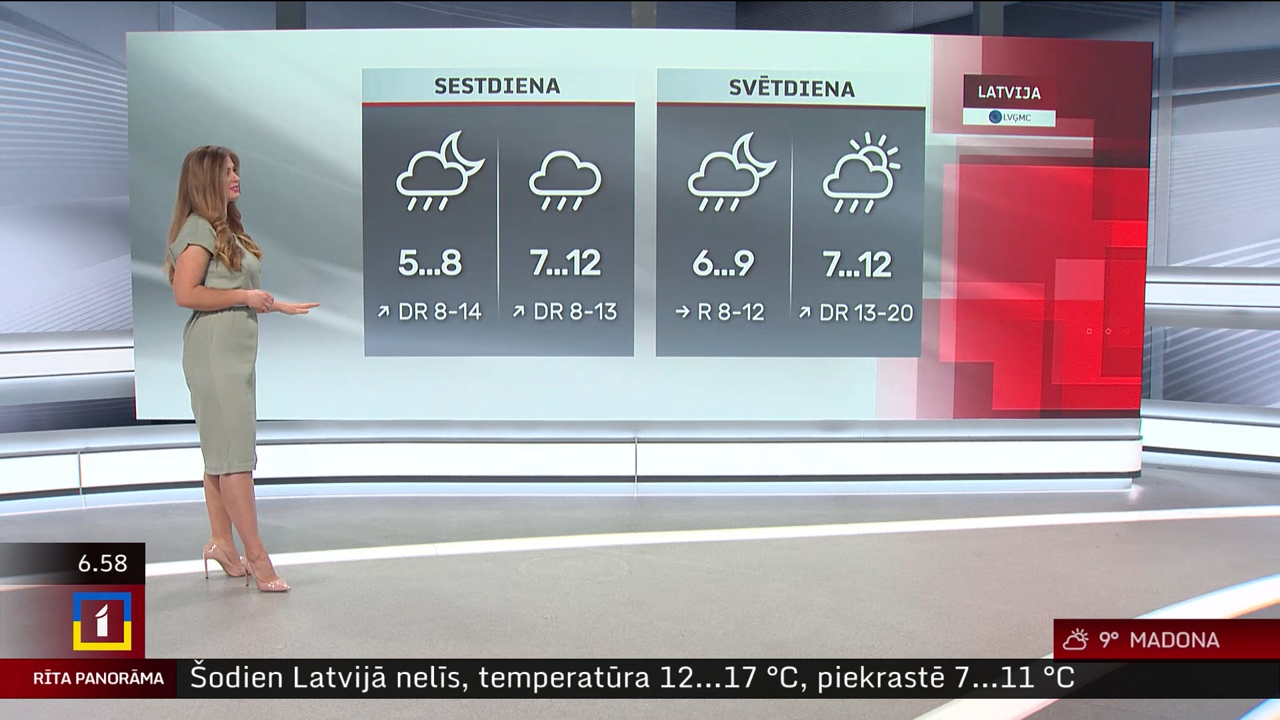 SESTDIENA
5...8
7...12
DR 8-14
DR 8-13
SVĒTDIENA
6...9
7...12
R 8-12
DR 13-20
LATVIJA
LVĢMC
6.58
1
9° MADONA
RĪTA PANORĀMA
Šodien Latvijā nelīs, temperatūra 12...17 °C, piekrastē 7...11 °C